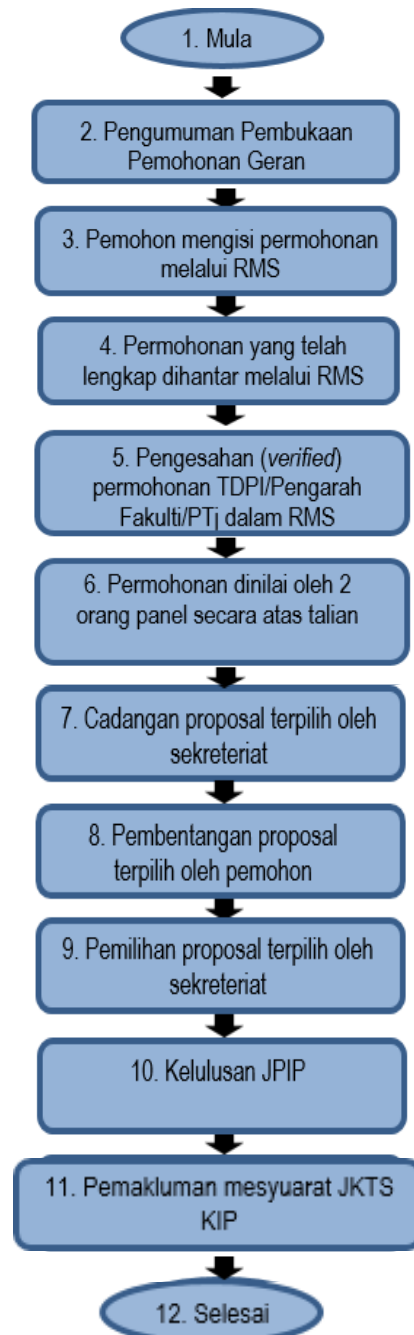 1. Mula
2. Pengumuman Pembukaan
Pemohonan Geran
3. Pemohon mengisi permohonan
melalui RMS
4. Permohonan yang telah
lengkap dihantar melalui RMS
5. Pengesahan (verified)
permohonan TDPI/Pengarah
Fakulti/PTj dalam RMS
6. Permohonan dinilai oleh 2
orang panel secara atas talian
7. Cadangan proposal terpilih oleh
sekreteriat
8. Pembentangan proposal
terpilih oleh pemohon
9. Pemilihan proposal terpilih oleh
sekreteriat
10. Kelulusan JPIP
11. Pemakluman mesyuarat JKTS
KIP
12. Selesai